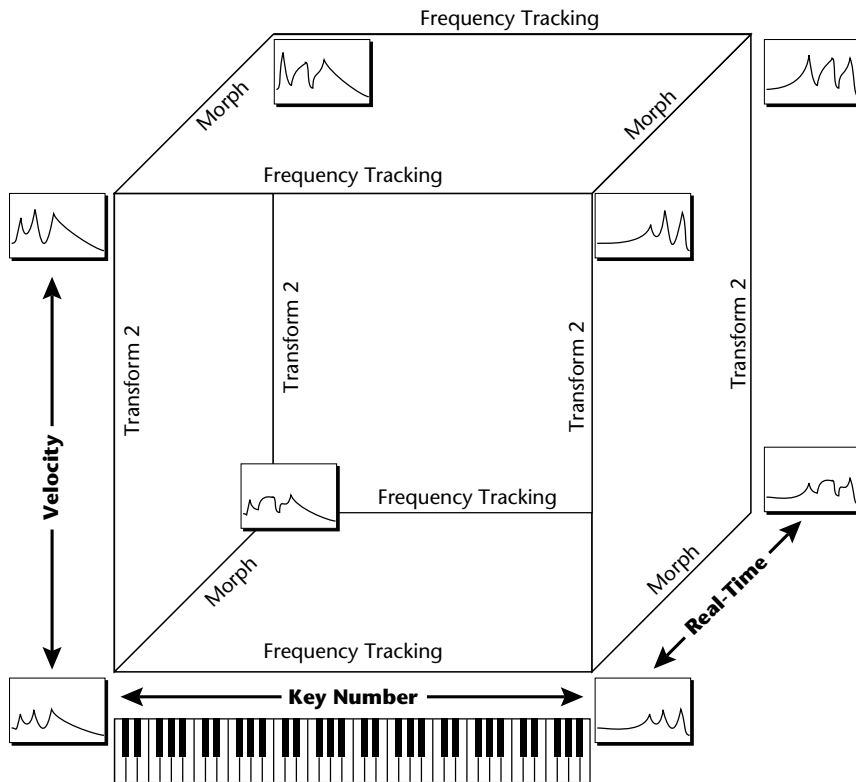 Frequency Tracking
Morph
Morph
Frequency Tracking
Transform 2
Transform 2
Transform 2
Transform 2
Velocity
Frequency Tracking
Morph
Morph
Real-Time
Frequency Tracking
Key Number